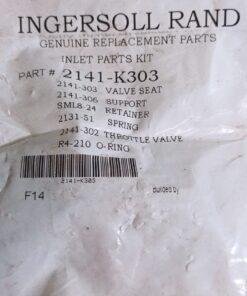 INGERSOLL RAND
GENUINE REPLACEMENT PARTS
INLET PARTS KIT
PART # 2141-K303
2141-303 VALVE SEAT
2141-306 SUPPORT
SML8-24 RETAINER
2131-51 SPRING
2141-302 THROTTLE VALVE
R4-210 O-RING
2141-K303
F14